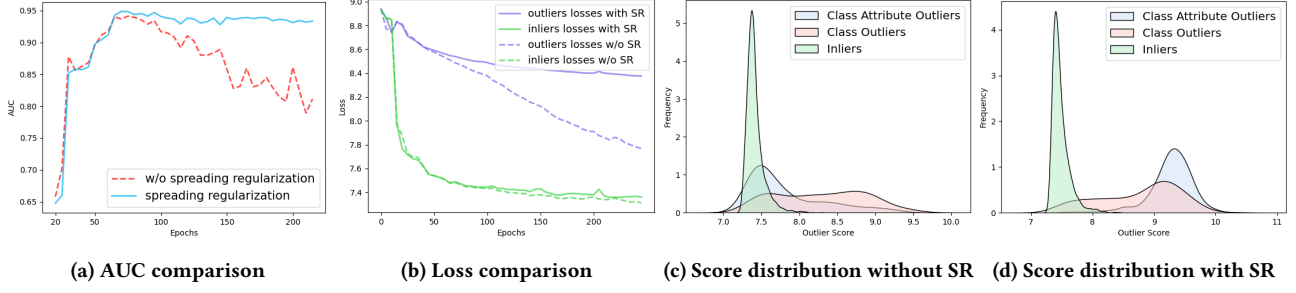 AUC
0.95
0.90
0.85
0.80
0.75
0.70
0.65
20
50
100
150
200
Epochs
w/o spreading regularization
spreading regularization
(a) AUC comparison
Loss
9.0
8.8
8.6
8.4
8.2
8.0
7.8
7.6
7.4
0
50
100
150
200
Epochs
outliers losses with SR
inliers losses with SR
outliers losses w/o SR
inliers losses w/o SR
(b) Loss comparison
Frequency
5
4
3
2
1
0
7.0
7.5
8.0
8.5
9.0
9.5
10.0
Outlier Score
Class Attribute Outliers
Class Outliers
Inliers
(c) Score distribution without SR
Frequency
4
3
2
1
0
7
8
9
10
11
Outlier Score
Class Attribute Outliers
Class Outliers
Inliers
(d) Score distribution with SR